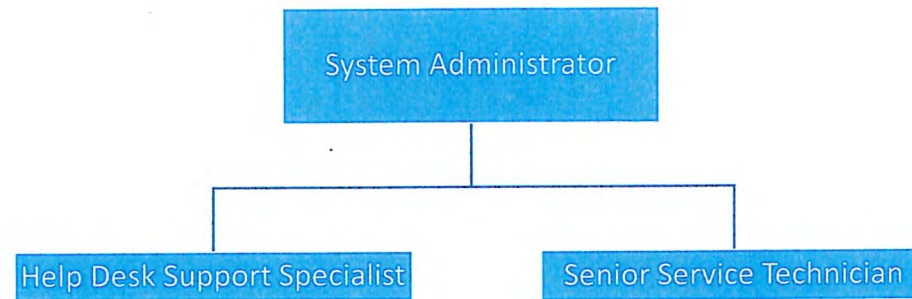 System Administrator
Help Desk Support Specialist
Senior Service Technician